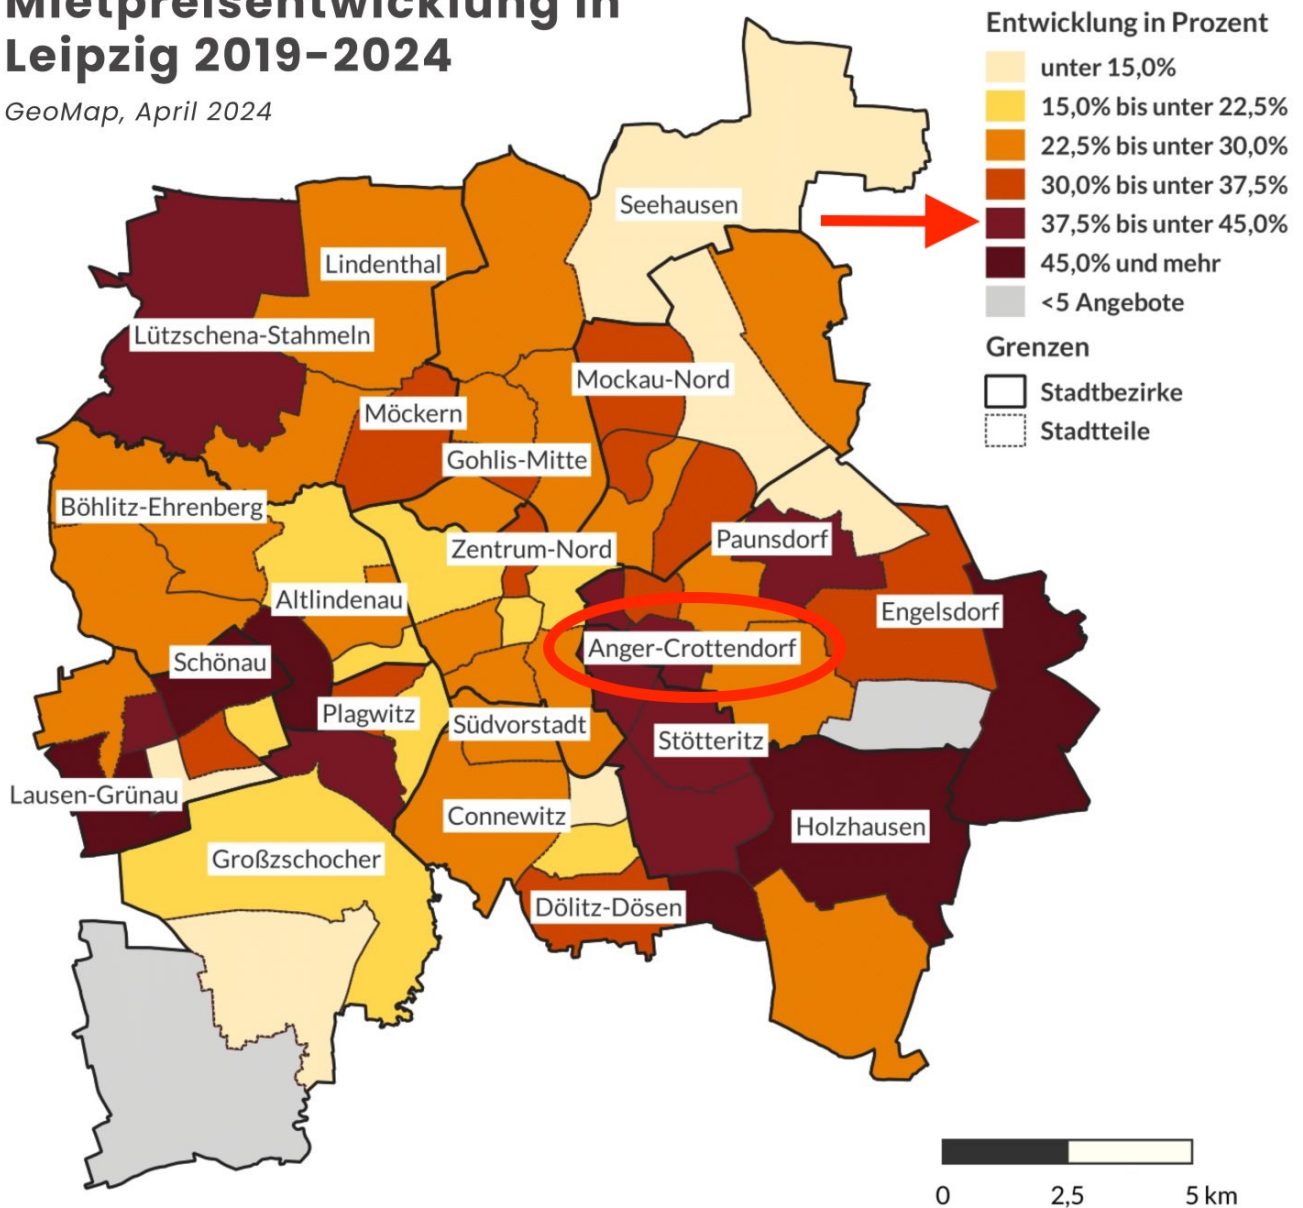 Mietpreisentwicklung in
Leipzig 2019-2024
GeoMap, April 2024
Entwicklung in Prozent
unter 15,0%
15,0% bis unter 22,5%
22,5% bis unter 30,0%
30,0% bis unter 37,5%
37,5% bis unter 45,0%
45,0% und mehr
<5 Angebote
Grenzen
Stadtbezirke
Stadtteile
Seehausen
Lindenthal
Lützschena-Stahmeln
Mockau-Nord
Möckern
Gohlis-Mitte
Böhlitz-Ehrenberg
Zentrum-Nord
Paunsdorf
Altlindenau
Engelsdorf
Anger-Crottendorf
Schönau
Plagwitz
Südvorstadt
Stötteritz
Lausen-Grünau
Connewitz
Holzhausen
Großzschocher
Dölitz-Dösen
0 2,5 5 km